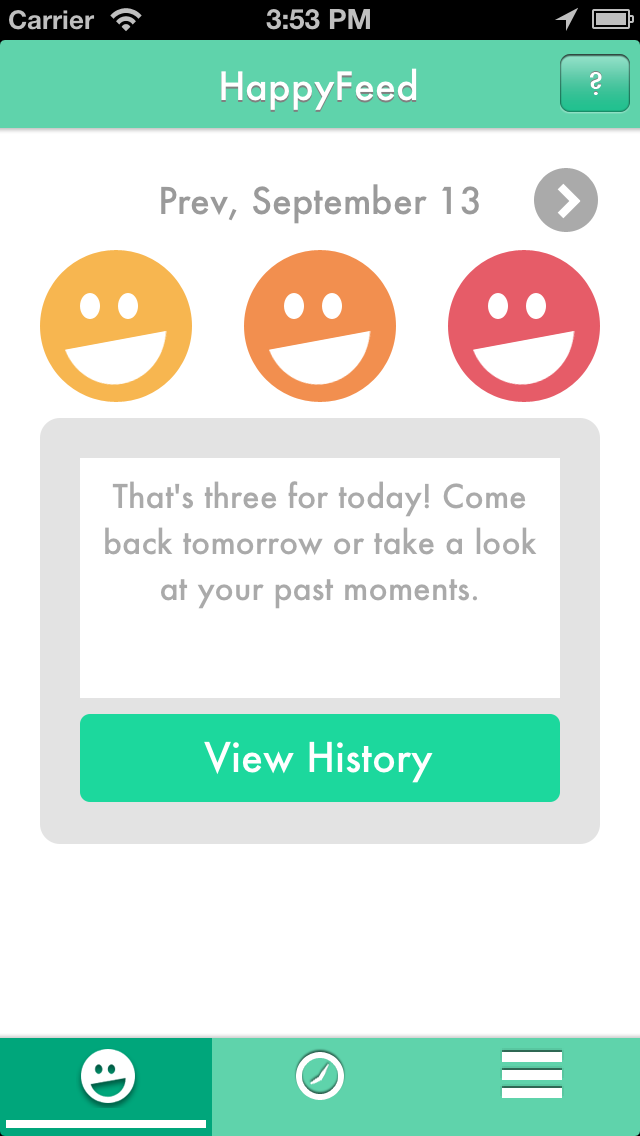 Carrier 3:53 PM
HappyFeed ?
Prev, September 13
That's three for today! Come
back tomorrow or take a look
at your past moments.
View History